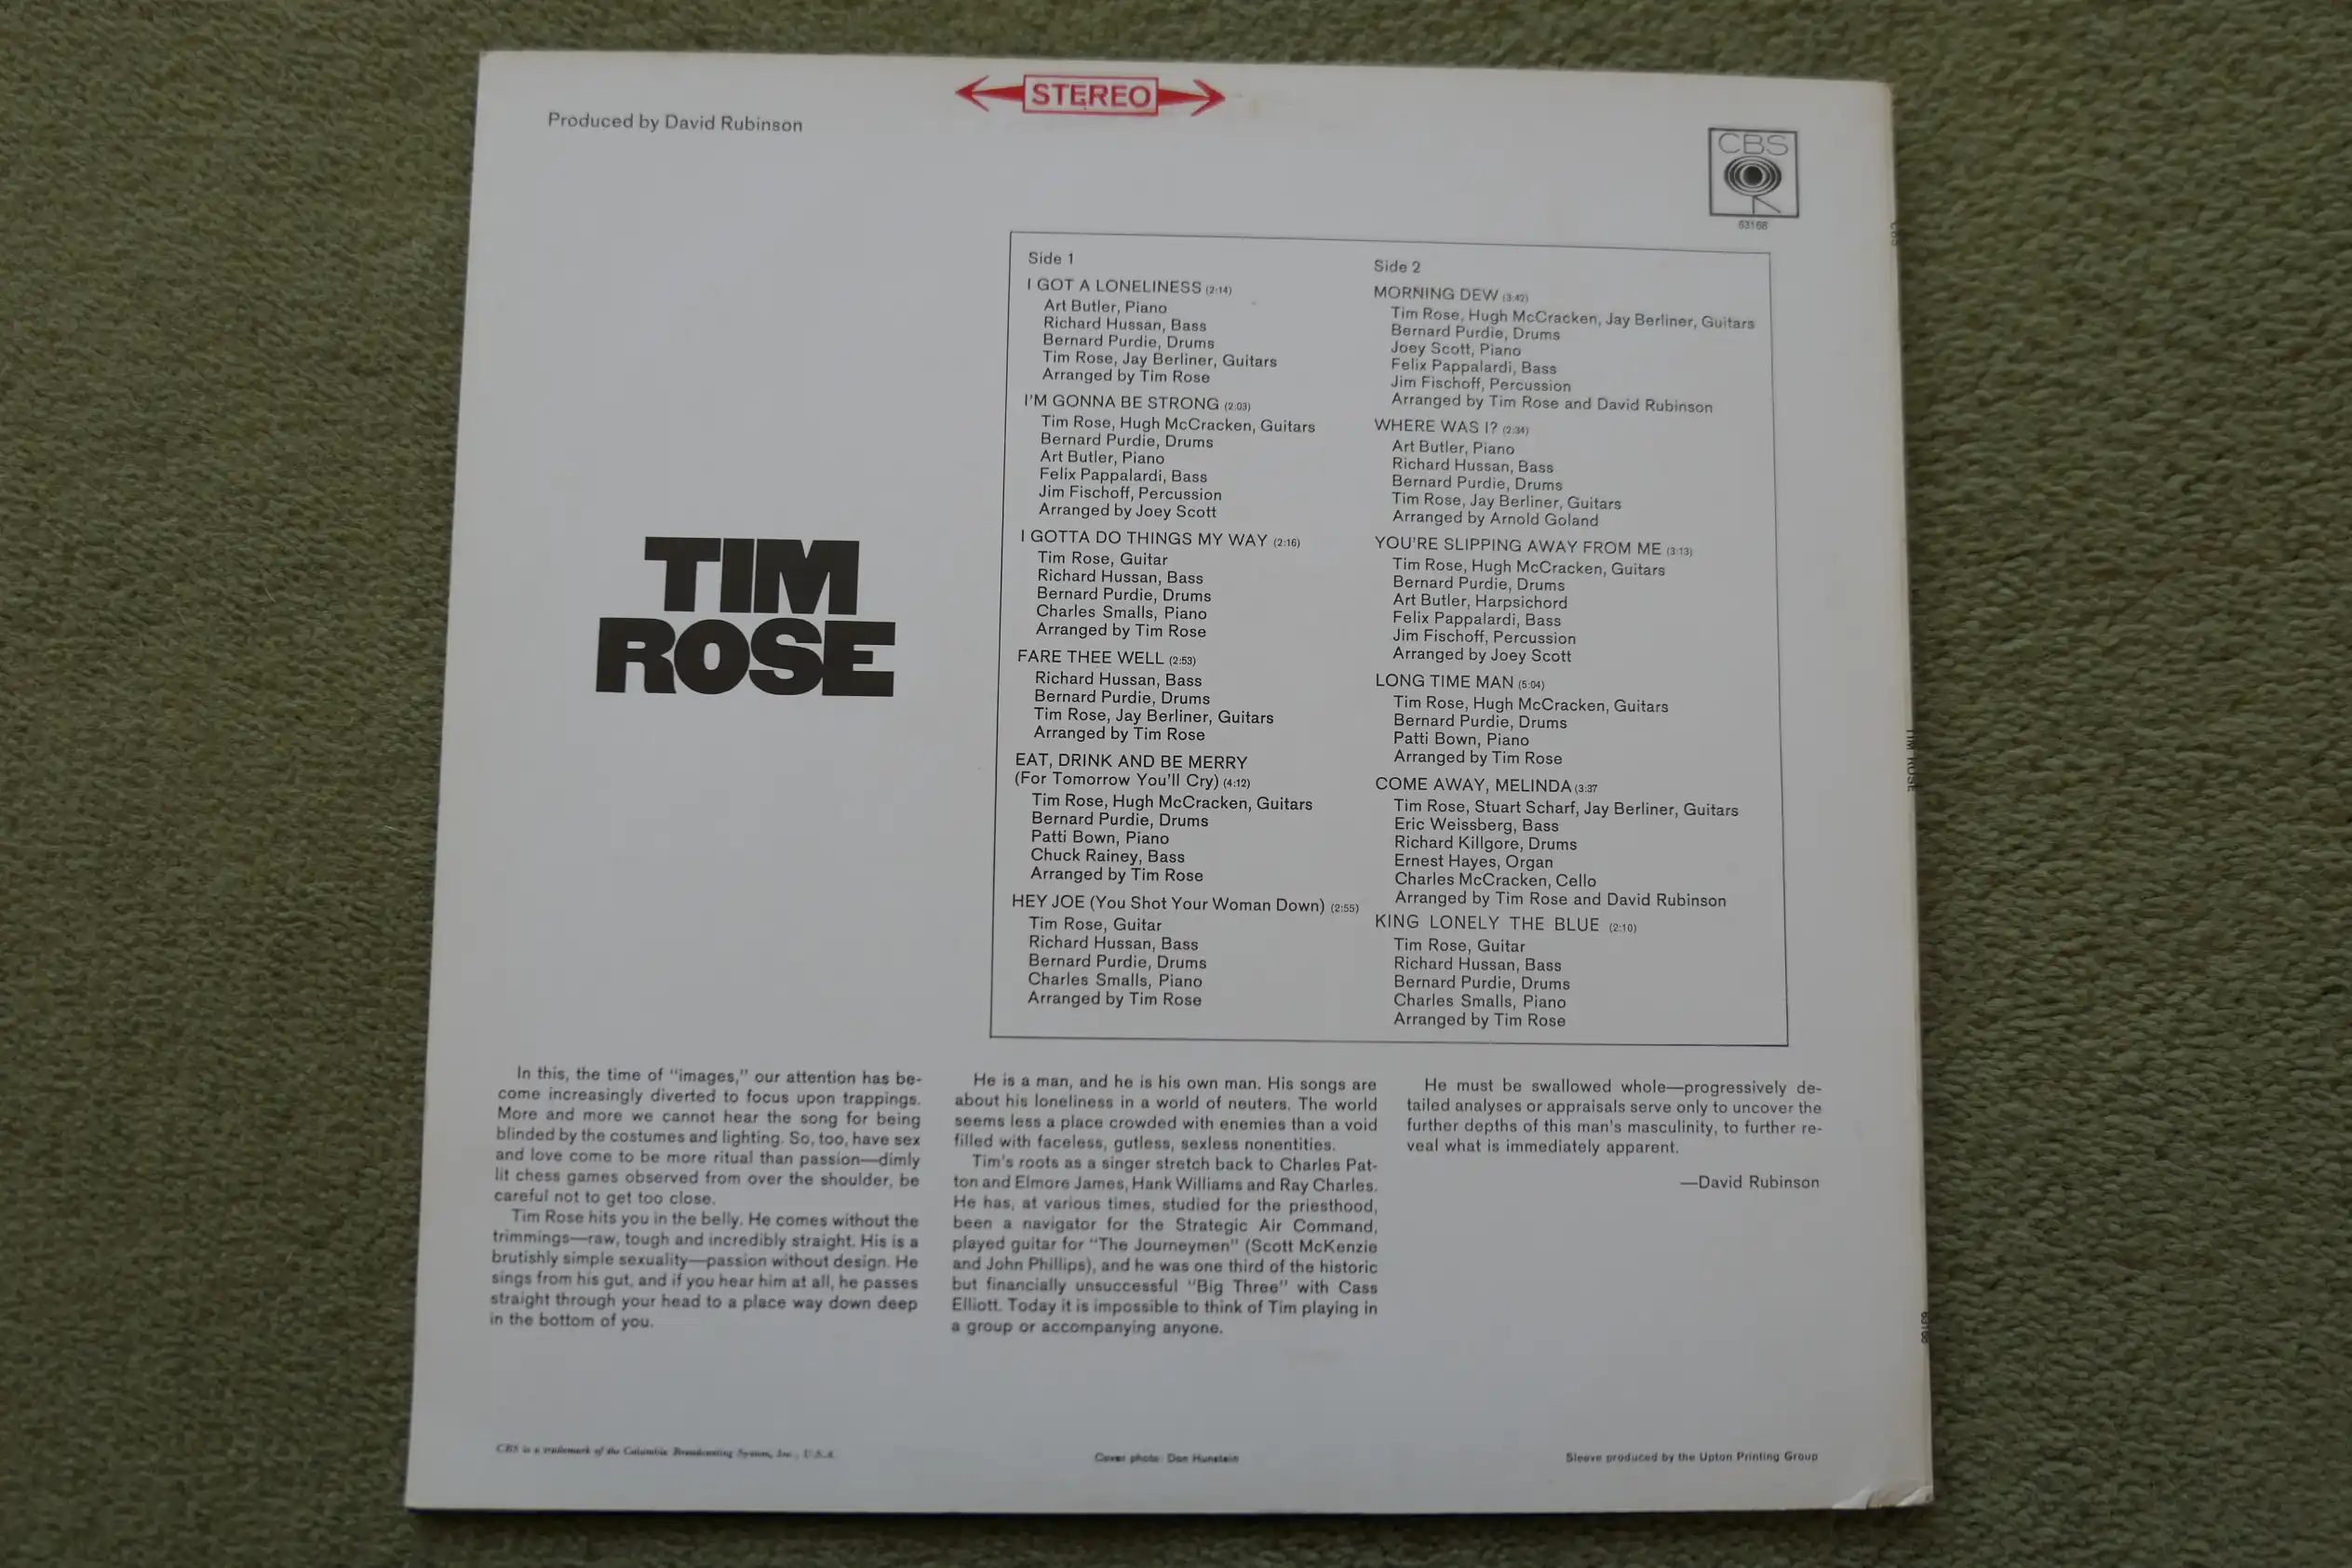 STEREO
Produced by David Rubinson
CBS
63168
TIM
ROSE
Side 1
I GOT A LONELINESS (2:14)
Art Butler, Piano
Richard Hussan, Bass
Bernard Purdie, Drums
Tim Rose, Jay Berliner, Guitars
Arranged by Tim Rose
I'M GONNA BE STRONG (2:03)
Tim Rose, Hugh McCracken, Guitars
Bernard Purdie, Drums
Art Butler, Piano
Felix Pappalardi, Bass
Jim Fischoff, Percussion
Arranged by Joey Scott
I GOTTA DO THINGS MY WAY (2:16)
Tim Rose, Guitar
Richard Hussan, Bass
Bernard Purdie, Drums
Charles Smalls, Piano
Arranged by Tim Rose
FARE THEE WELL (2:53)
Richard Hussan, Bass
Bernard Purdie, Drums
Tim Rose, Jay Berliner, Guitars
Arranged by Tim Rose
EAT, DRINK AND BE MERRY
(For Tomorrow You'll Cry) (4:12)
Tim Rose, Hugh McCracken, Guitars
Bernard Purdie, Drums
Patti Bown, Piano
Chuck Rainey, Bass
Arranged by Tim Rose
HEY JOE (You Shot Your Woman Down) (2:55)
Tim Rose, Guitar
Richard Hussan, Bass
Bernard Purdie, Drums
Charles Smalls, Piano
Arranged by Tim Rose
Side 2
MORNING DEW (3:42)
Tim Rose, Hugh McCracken, Jay Berliner, Guitars
Bernard Purdie, Drums
Joey Scott, Piano
Felix Pappalardi, Bass
Jim Fischoff, Percussion
Arranged by Tim Rose and David Rubinson
WHERE WAS I? (2:34)
Art Butler, Piano
Richard Hussan, Bass
Bernard Purdie, Drums
Tim Rose, Jay Berliner, Guitars
Arranged by Arnold Goland
YOU'RE SLIPPING AWAY FROM ME (3:13)
Tim Rose, Hugh McCracken, Guitars
Bernard Purdie, Drums
Art Butler, Harpsichord
Felix Pappalardi, Bass
Jim Fischoff, Percussion
Arranged by Joey Scott
LONG TIME MAN (5:04)
Tim Rose, Hugh McCracken, Guitars
Bernard Purdie, Drums
Patti Bown, Piano
Arranged by Tim Rose
COME AWAY, MELINDA (3:37
Tim Rose, Stuart Scharf, Jay Berliner, Guitars
Eric Weissberg, Bass
Richard Killgore, Drums
Ernest Hayes, Organ
Charles McCracken, Cello
Arranged by Tim Rose and David Rubinson
KING LONELY THE BLUE (2:10)
Tim Rose, Guitar
Richard Hussan, Bass
Bernard Purdie, Drums
Charles Smalls, Piano
Arranged by Tim Rose
In this, the time of "images," our attention has be-
come increasingly diverted to focus upon trappings.
More and more we cannot hear the song for being
blinded by the costumes and lighting. So, too, have sex
and love come to be more ritual than passion—dimly
lit chess games observed from over the shoulder, be
careful not to get too close.
Tim Rose hits you in the belly. He comes without the
trimmings—raw, tough and incredibly straight. His is a
brutishly simple sexuality—passion without design. He
sings from his gut, and if you hear him at all, he passes
straight through your head to a place way down deep
in the bottom of you.
He is a man, and he is his own man. His songs are
about his loneliness in a world of neuters. The world
seems less a place crowded with enemies than a void
filled with faceless, gutless, sexless nonentities.
Tim's roots as a singer stretch back to Charles Pat-
ton and Elmore James, Hank Williams and Ray Charles.
He has, at various times, studied for the priesthood,
been a navigator for the Strategic Air Command,
played guitar for "The Journeymen" (Scott McKenzie
and John Phillips), and he was one third of the historic
but financially unsuccessful "Big Three" with Cass
Elliott. Today it is impossible to think of Tim playing in
a group or accompanying anyone.
He must be swallowed whole—progressively de-
tailed analyses or appraisals serve only to uncover the
further depths of this man's masculinity, to further re-
veal what is immediately apparent.
—David Rubinson
CBS is a trademark of the Columbia Broadcasting System, Inc., U.S.A.
Cover photo: Don Hunstein
Sleeve produced by the Upton Printing Group
CBS
TIM ROSE
63168